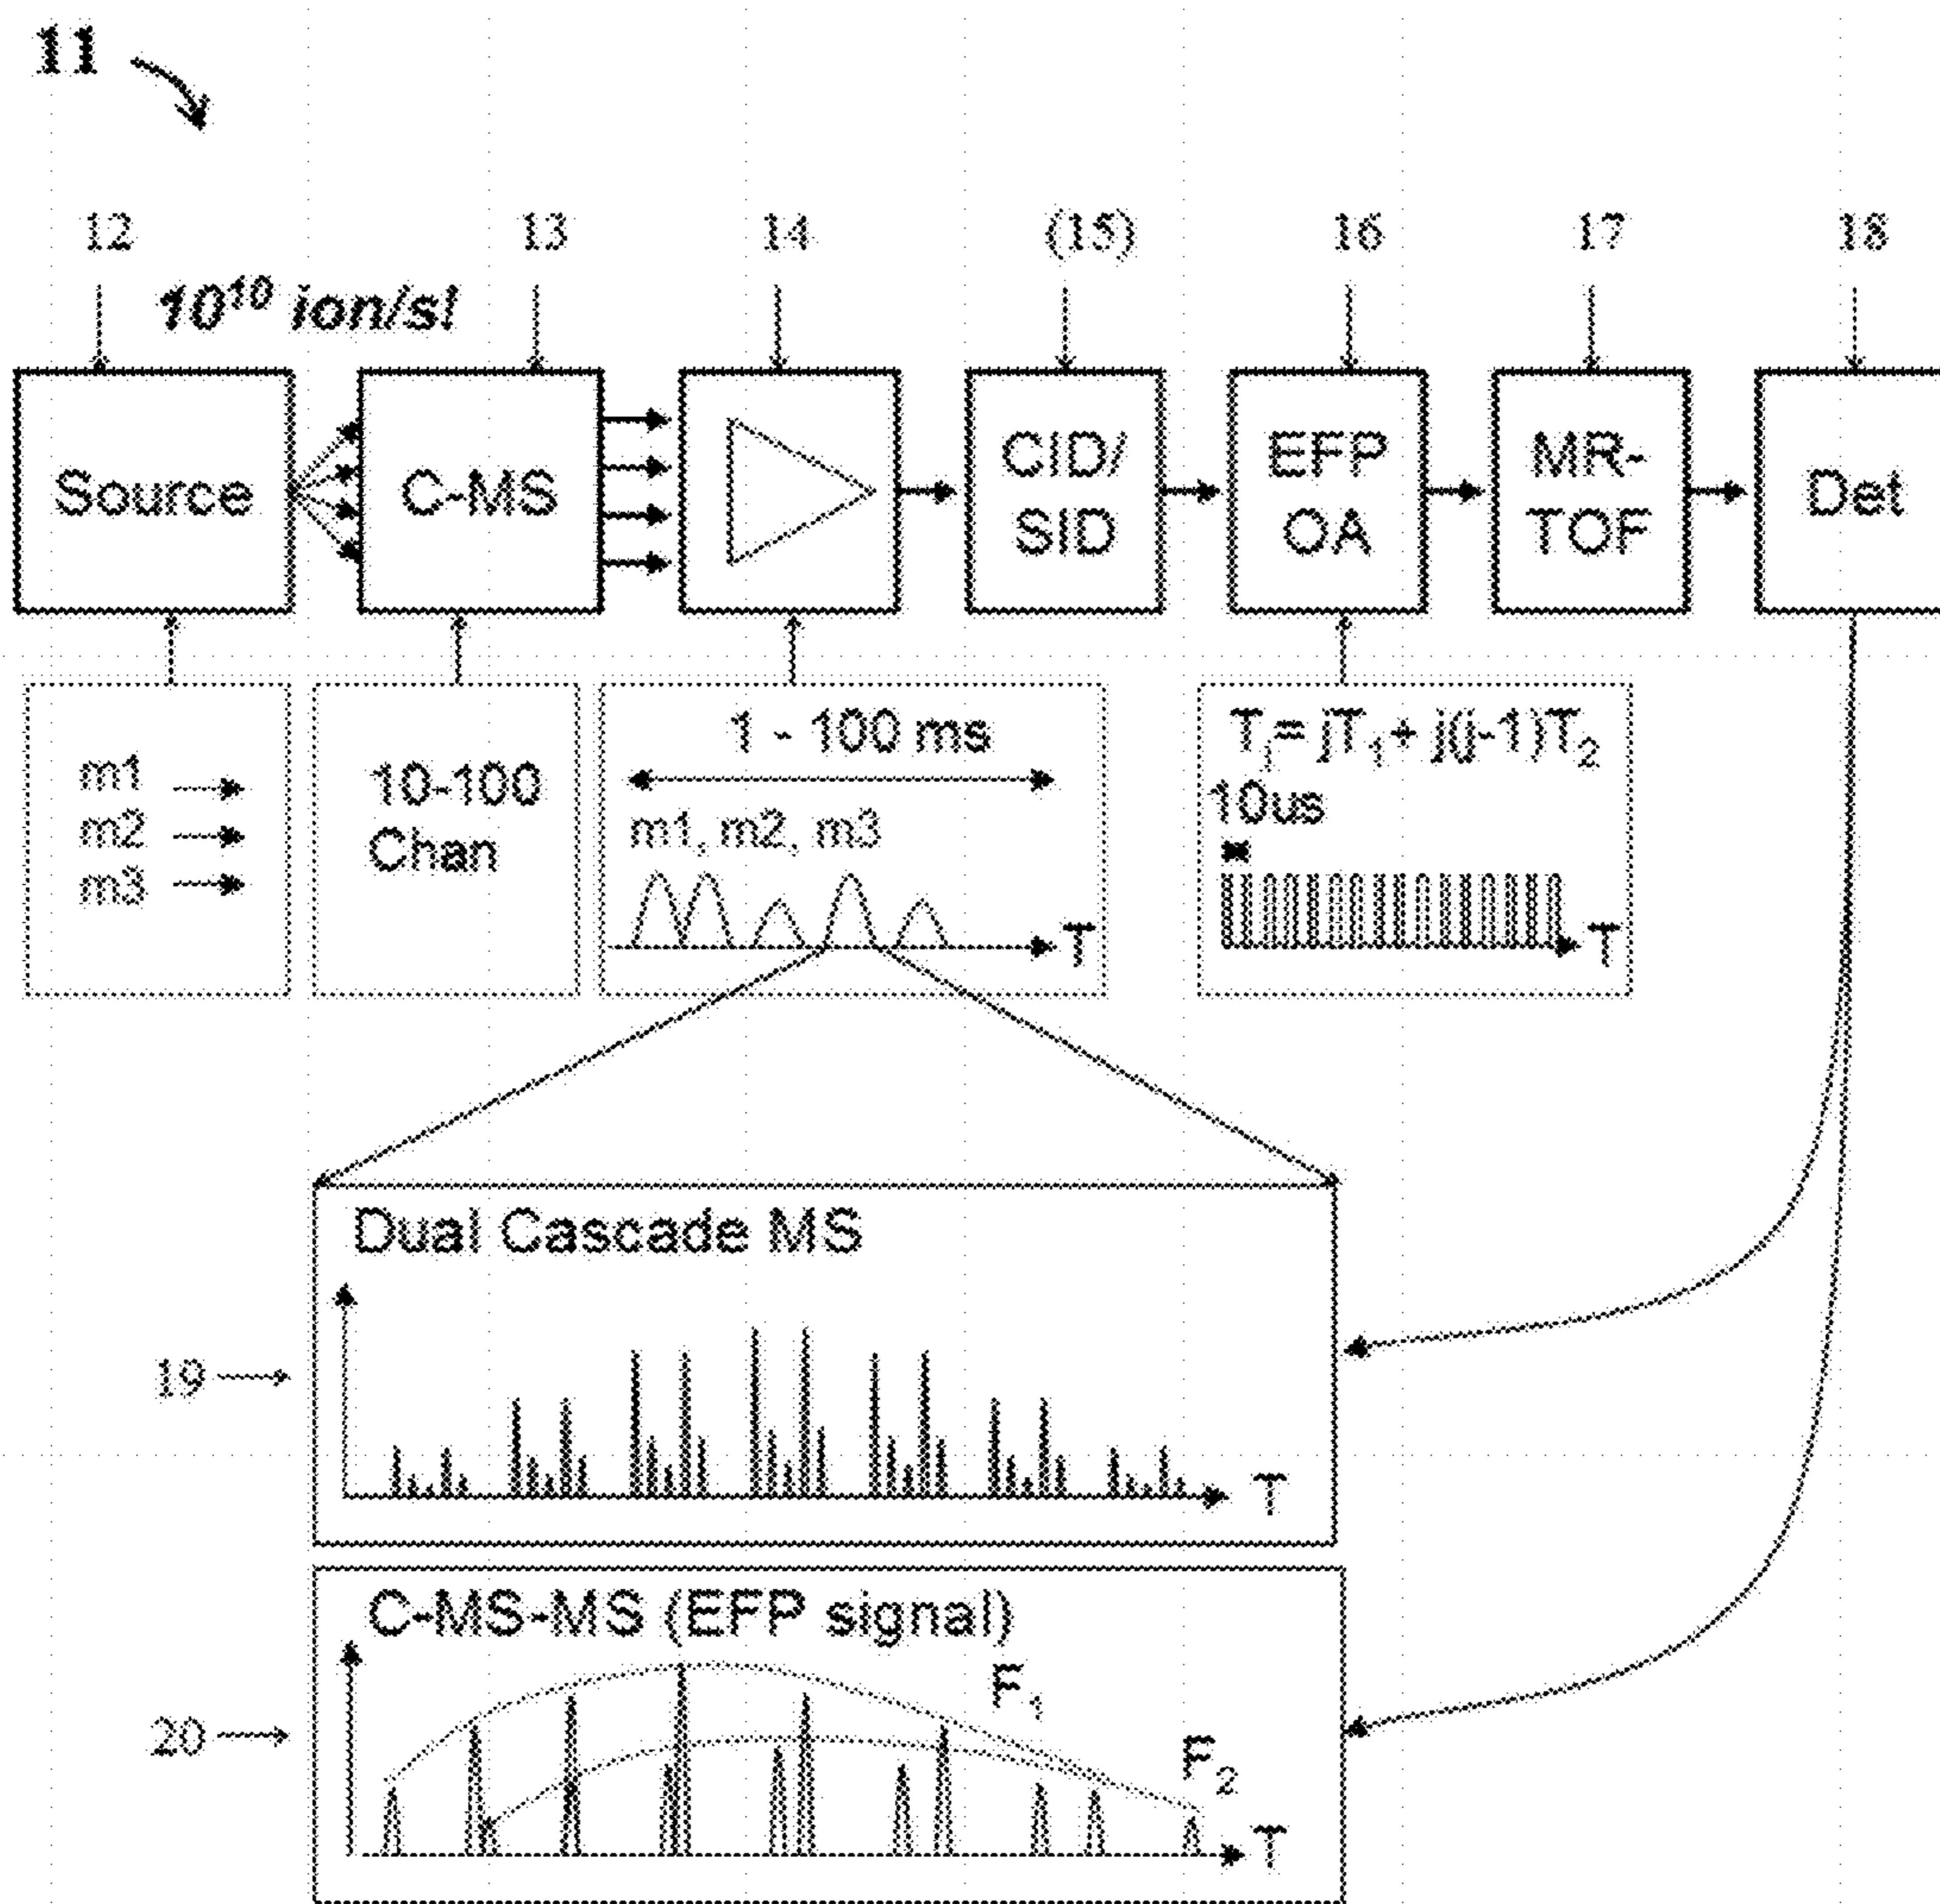 11
12
13
14
(15)
16
17
18
10¹⁰ ion/s!
Source
C-MS
CID/
SID
EFP
OA
MR-
TOF
Det
m1
m2
m3
10-100
Chan
1 - 100 ms
m1, m2, m3
T
Tⱼ= jT₁+ j(j-1)T₂
10us
T
Dual Cascade MS
19
T
C-MS-MS (EFP signal)
F₁
20
F₂
T